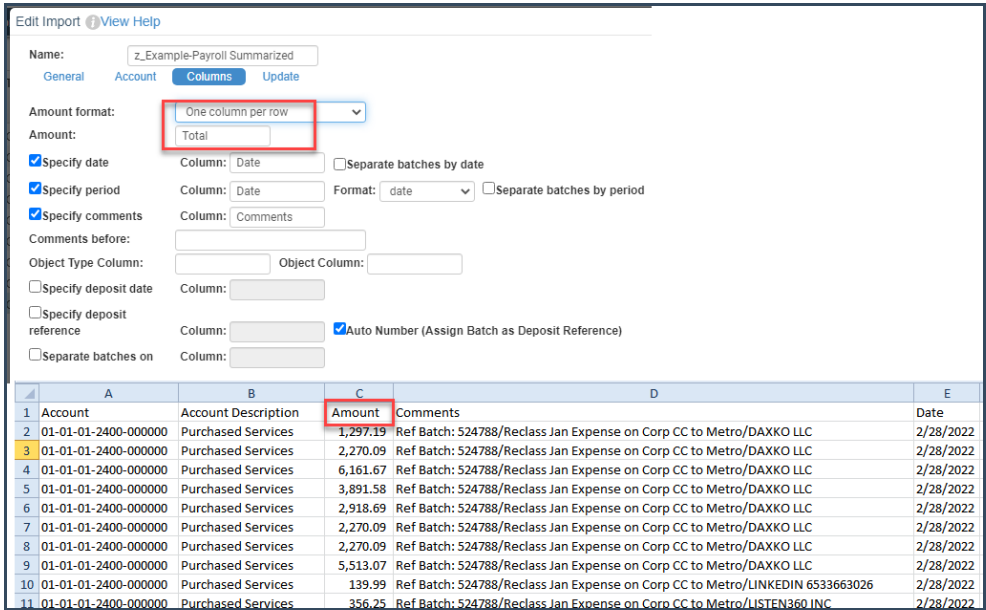 Edit Import i View Help
Name: z_Example-Payroll Summarized
General Account Columns Update
Amount format: One column per row
Amount: Total
Specify date Column: Date Separate batches by date
Specify period Column: Date Format: date Separate batches by period
Specify comments Column: Comments
Comments before:
Object Type Column: Object Column:
Specify deposit date Column:
Specify deposit
reference Column: Auto Number (Assign Batch as Deposit Reference)
Separate batches on Column:
A B C D E
1 Account Account Description Amount Comments Date
2 01-01-01-2400-000000 Purchased Services 1,297.19 Ref Batch: 524788/Reclass Jan Expense on Corp CC to Metro/DAXKO LLC 2/28/2022
3 01-01-01-2400-000000 Purchased Services 2,270.09 Ref Batch: 524788/Reclass Jan Expense on Corp CC to Metro/DAXKO LLC 2/28/2022
4 01-01-01-2400-000000 Purchased Services 6,161.67 Ref Batch: 524788/Reclass Jan Expense on Corp CC to Metro/DAXKO LLC 2/28/2022
5 01-01-01-2400-000000 Purchased Services 3,891.58 Ref Batch: 524788/Reclass Jan Expense on Corp CC to Metro/DAXKO LLC 2/28/2022
6 01-01-01-2400-000000 Purchased Services 2,918.69 Ref Batch: 524788/Reclass Jan Expense on Corp CC to Metro/DAXKO LLC 2/28/2022
7 01-01-01-2400-000000 Purchased Services 2,270.09 Ref Batch: 524788/Reclass Jan Expense on Corp CC to Metro/DAXKO LLC 2/28/2022
8 01-01-01-2400-000000 Purchased Services 2,270.09 Ref Batch: 524788/Reclass Jan Expense on Corp CC to Metro/DAXKO LLC 2/28/2022
9 01-01-01-2400-000000 Purchased Services 5,513.07 Ref Batch: 524788/Reclass Jan Expense on Corp CC to Metro/DAXKO LLC 2/28/2022
10 01-01-01-2400-000000 Purchased Services 139.99 Ref Batch: 524788/Reclass Jan Expense on Corp CC to Metro/LINKEDIN 6533663026 2/28/2022
11 01-01-01-2400-000000 Purchased Services 356.25 Ref Batch: 524788/Reclass Jan Expense on Corp CC to Metro/LISTEN360 INC 2/28/2022